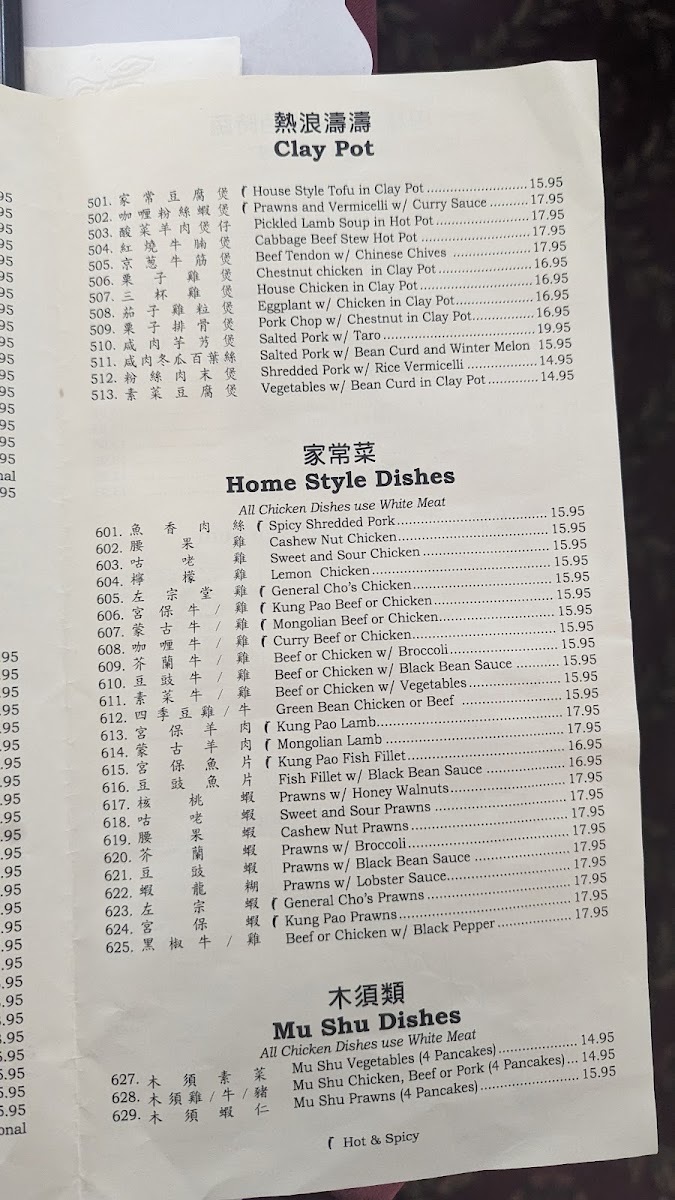 熱浪濤濤
Clay Pot
501. 家常豆腐煲 House Style Tofu in Clay Pot 15.95
502. 咖喱粉絲蝦煲 Prawns and Vermicelli w/ Curry Sauce 17.95
503. 酸菜羊肉煲仔 Pickled Lamb Soup in Hot Pot 17.95
504. 紅燒牛腩煲 Cabbage Beef Stew Hot Pot 17.95
505. 京葱牛筋煲 Beef Tendon w/ Chinese Chives 17.95
506. 栗子雞煲 Chestnut chicken in Clay Pot 16.95
507. 三杯雞煲 House Chicken in Clay Pot 16.95
508. 茄子雞粒煲 Eggplant w/ Chicken in Clay Pot 16.95
509. 栗子排骨煲 Pork Chop w/ Chestnut in Clay Pot 16.95
510. 咸肉芋艿煲 Salted Pork w/ Taro 19.95
511. 咸肉冬瓜百葉絲 Salted Pork w/ Bean Curd and Winter Melon 15.95
512. 粉絲肉末煲 Shredded Pork w/ Rice Vermicelli 14.95
513. 素菜豆腐煲 Vegetables w/ Bean Curd in Clay Pot 14.95
家常菜
Home Style Dishes
All Chicken Dishes use White Meat
601. 魚香肉絲 Spicy Shredded Pork 15.95
602. 腰果雞 Cashew Nut Chicken 15.95
603. 咕咾雞 Sweet and Sour Chicken 15.95
604. 檸檬雞 Lemon Chicken 15.95
605. 左宗堂雞 General Cho's Chicken 15.95
606. 宮保牛/雞 Kung Pao Beef or Chicken 15.95
607. 蒙古牛/雞 Mongolian Beef or Chicken 15.95
608. 咖喱牛/雞 Curry Beef or Chicken 15.95
609. 芥蘭牛/雞 Beef or Chicken w/ Broccoli 15.95
610. 豆豉牛/雞 Beef or Chicken w/ Black Bean Sauce 15.95
611. 素菜牛/雞 Beef or Chicken w/ Vegetables 15.95
612. 四季豆雞/牛 Green Bean Chicken or Beef 15.95
613. 宮保羊肉 Kung Pao Lamb 17.95
614. 蒙古羊肉 Mongolian Lamb 17.95
615. 宮保魚片 Kung Pao Fish Fillet 16.95
616. 豆豉魚片 Fish Fillet w/ Black Bean Sauce 16.95
617. 核桃蝦 Prawns w/ Honey Walnuts 17.95
618. 咕咾蝦 Sweet and Sour Prawns 17.95
619. 腰果蝦 Cashew Nut Prawns 17.95
620. 芥蘭蝦 Prawns w/ Broccoli 17.95
621. 豆豉蝦 Prawns w/ Black Bean Sauce 17.95
622. 蝦龍糊 Prawns w/ Lobster Sauce 17.95
623. 左宗蝦 General Cho's Prawns 17.95
624. 宮保蝦 Kung Pao Prawns 17.95
625. 黑椒牛/雞 Beef or Chicken w/ Black Pepper 17.95
木須類
Mu Shu Dishes
All Chicken Dishes use White Meat
627. 木須素菜 Mu Shu Vegetables (4 Pancakes) 14.95
628. 木須雞/牛/豬 Mu Shu Chicken, Beef or Pork (4 Pancakes) 14.95
629. 木須蝦仁 Mu Shu Prawns (4 Pancakes) 15.95
Hot & Spicy